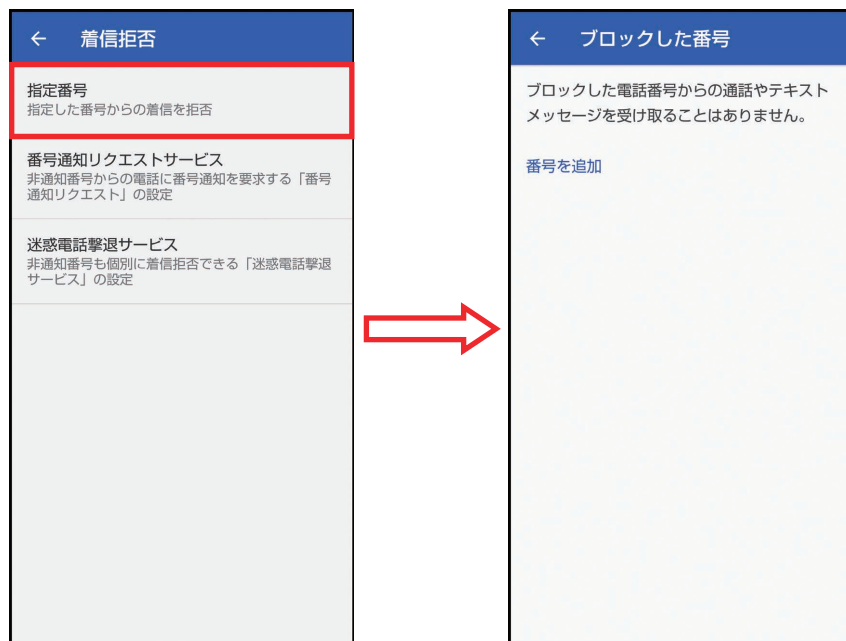 ← 着信拒否
指定番号
指定した番号からの着信を拒否
番号通知リクエストサービス
非通知番号からの電話に番号通知を要求する「番号
通知リクエスト」の設定
迷惑電話撃退サービス
非通知番号も個別に着信拒否できる「迷惑電話撃退
サービス」の設定
← ブロックした番号
ブロックした電話番号からの通話やテキスト
メッセージを受け取ることはありません。
番号を追加